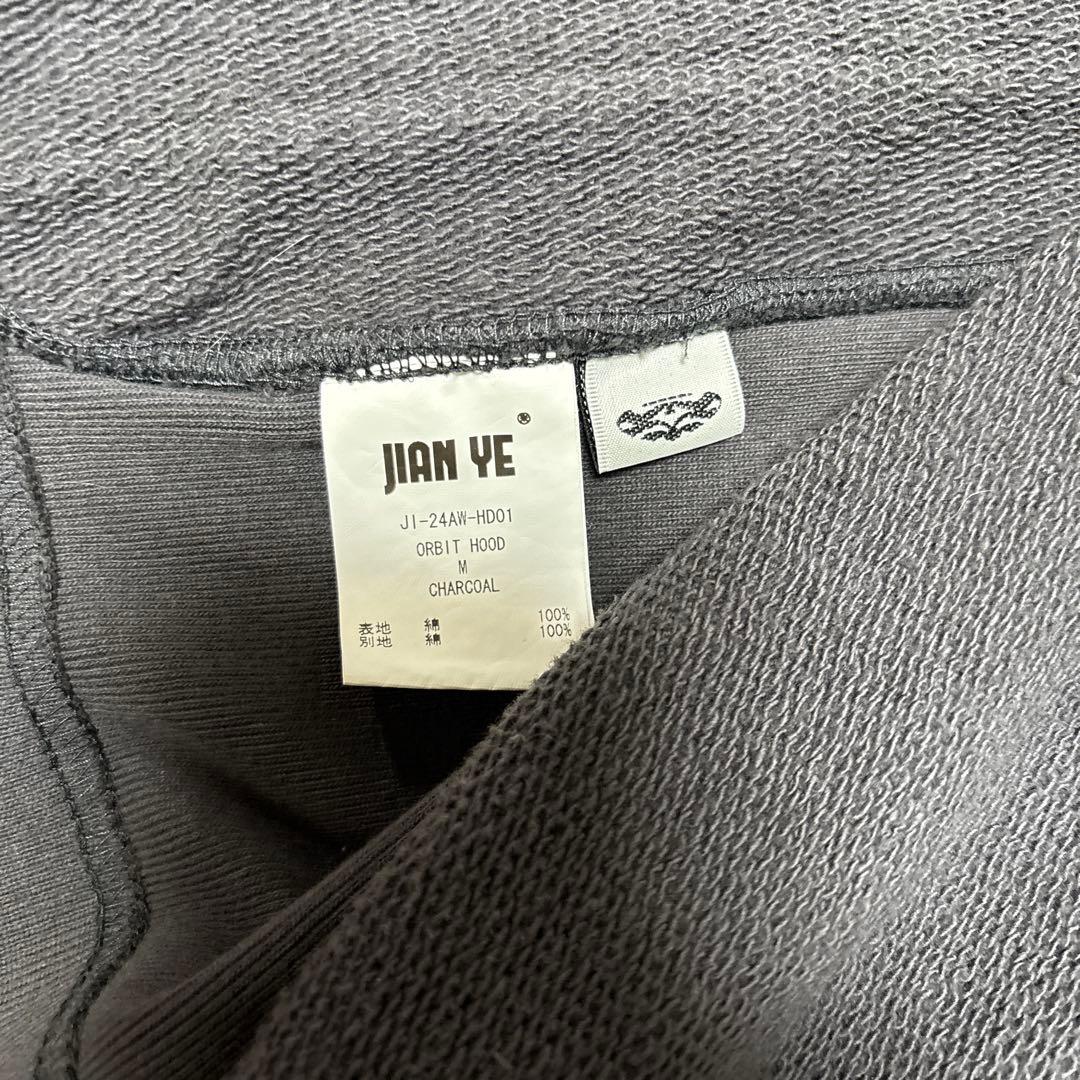 JIAN YE
JI-24AW-HD01
ORBIT HOOD
M
CHARCOAL
表地 綿 100%
別地 綿 100%